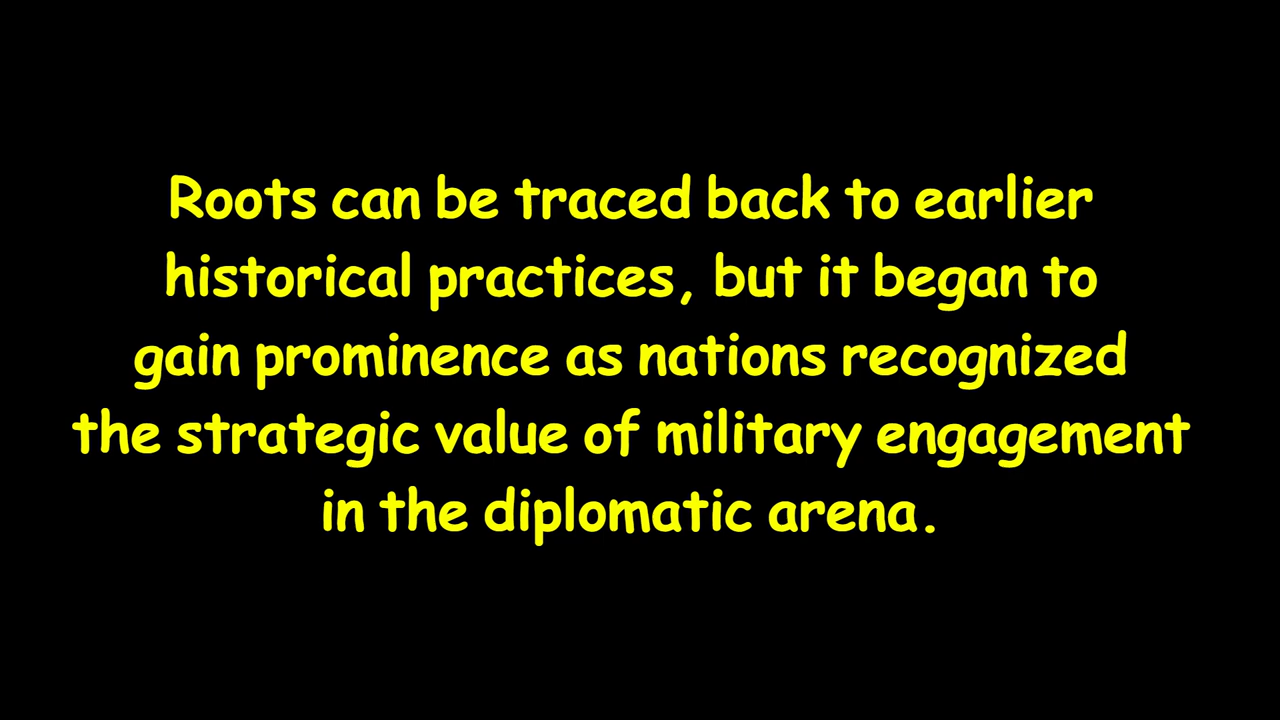 Roots can be traced back to earlier
historical practices, but it began to
gain prominence as nations recognized
the strategic value of military engagement
in the diplomatic arena.